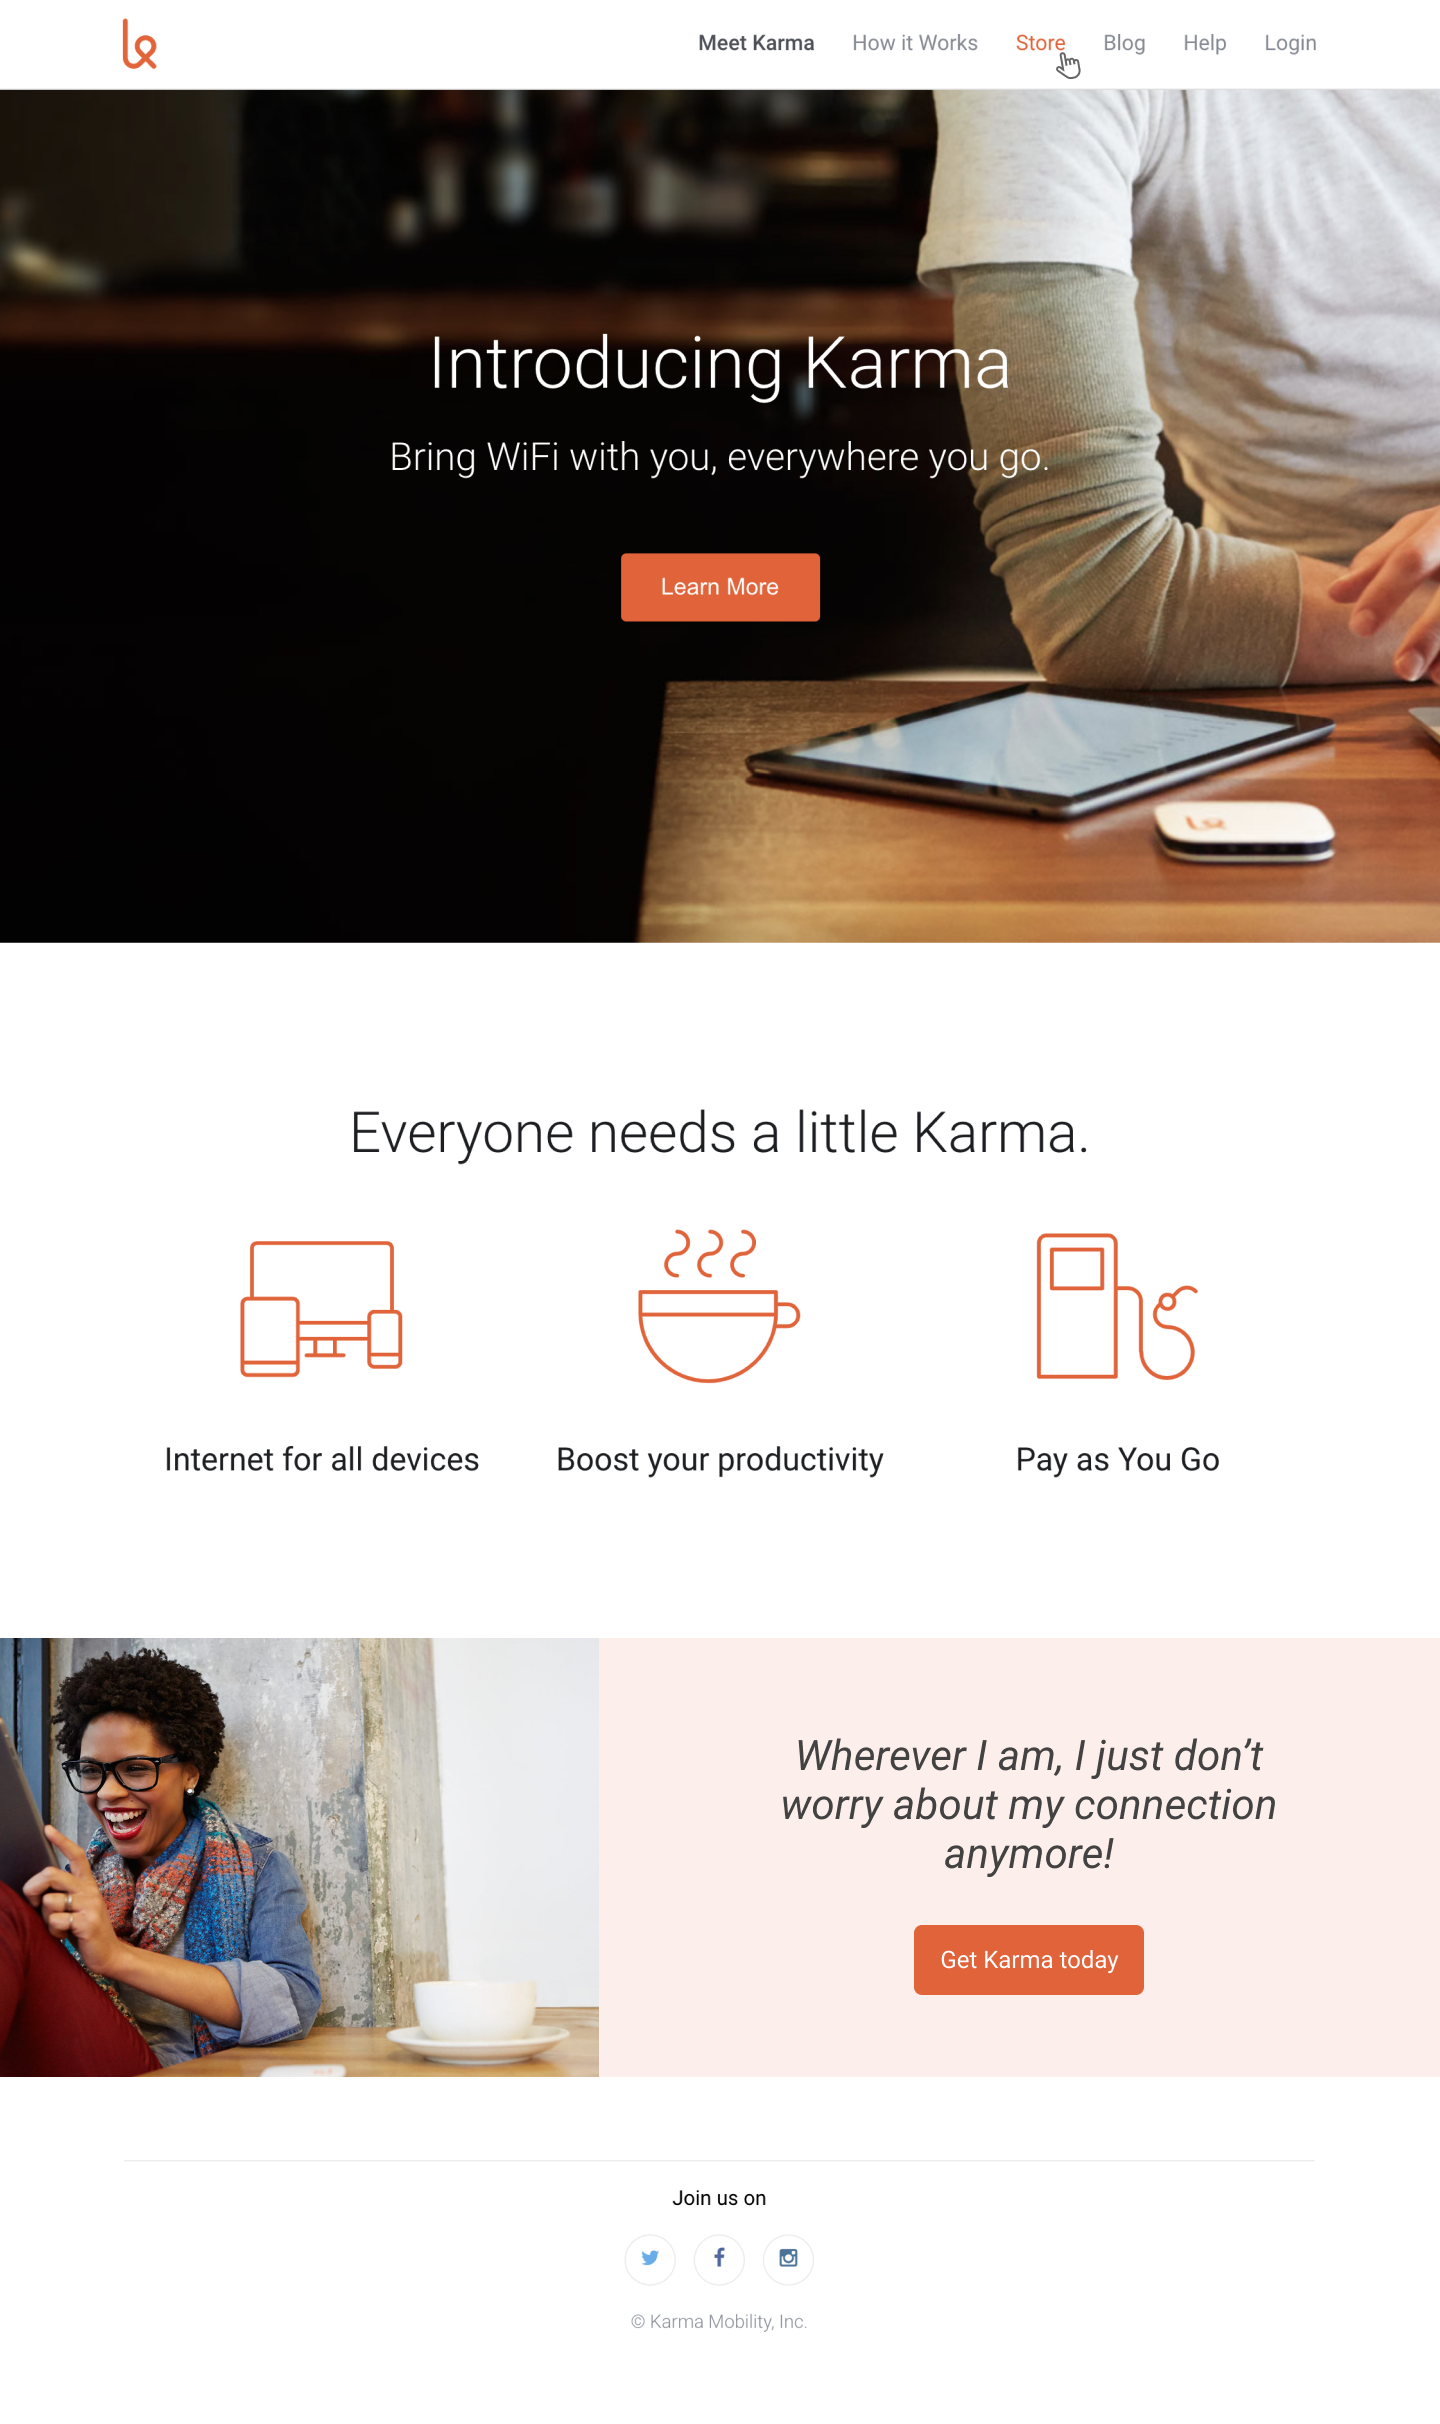 Meet Karma How it Works Store Blog Help Login
Introducing Karma
Bring WiFi with you, everywhere you go.
Learn More
Everyone needs a little Karma.
Internet for all devices Boost your productivity Pay as You Go
Wherever I am, I just don’t
worry about my connection
anymore!
Get Karma today
Join us on
© Karma Mobility, Inc.